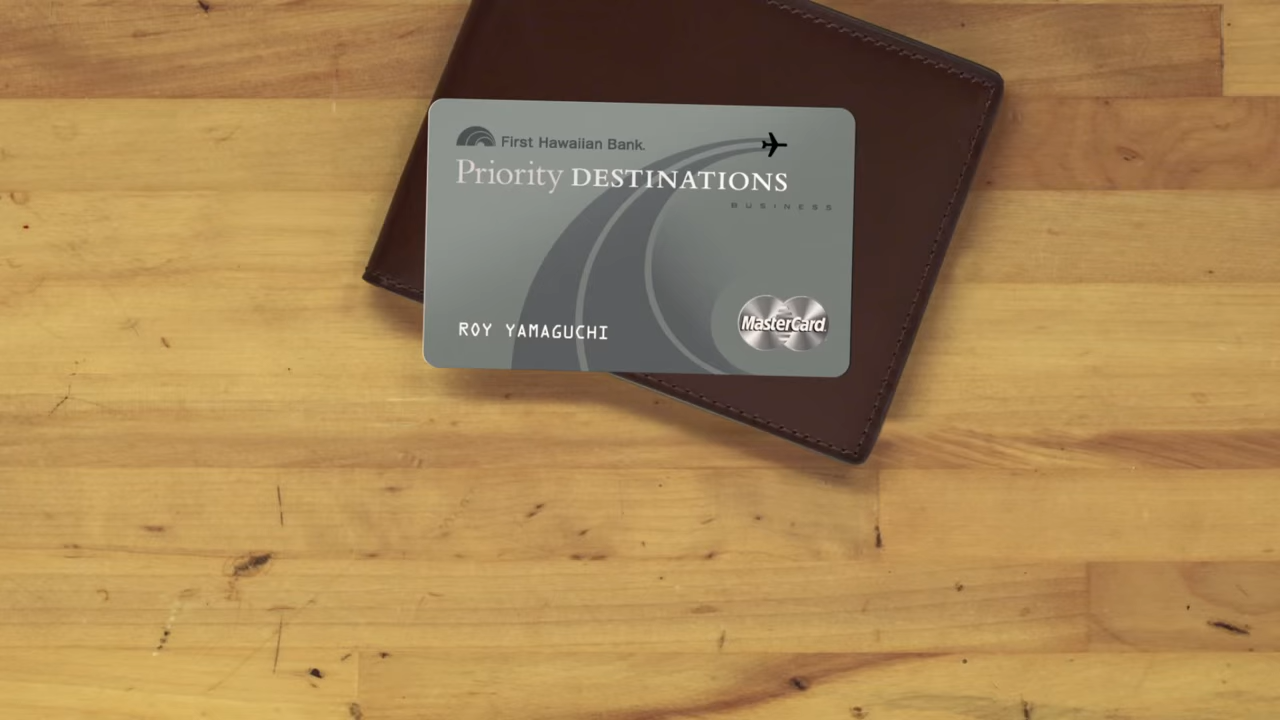 First Hawaiian Bank.
Priority DESTINATIONS
BUSINESS
ROY YAMAGUCHI
MasterCard